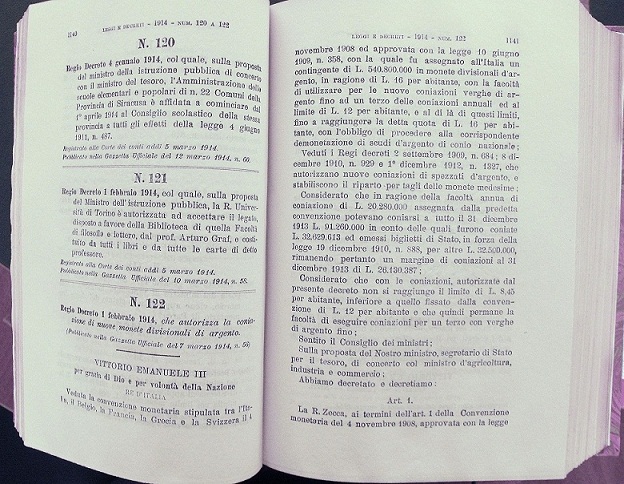 1140 LEGGI E DECRETI - 1914 - NUM. 120 A 122
N. 120
Regio Decreto 4 gennaio 1914, col quale, sulla proposta
del ministro della istruzione pubblica di concerto
con il ministro del tesoro, l'Amministrazione delle
scuole elementari e popolari di n. 22 Comuni della
Provincia di Siracusa è affidata a cominciare dal
1° aprile 1914 al Consiglio scolastico della stessa
provincia a tutti gli effetti della legge 4 giugno
1911, n. 487.
Registrato alla Corte dei conti addì 5 marzo 1914.
Pubblicato nella Gazzetta Ufficiale del 12 marzo 1914, n. 60.
N. 121
Regio Decreto 1 febbraio 1914, col quale, sulla proposta
del Ministro dell'istruzione pubblica, la R. Univer-
sità di Torino è autorizzata ad accettare il legato,
disposto a favore della Biblioteca di quella Facoltà
di filosofia e lettere, dal prof. Arturo Graf, e costi-
tuito da tutti i libri e da tutte le carte di detto
professore.
Registrato alla Corte dei conti addì 5 marzo 1914.
Pubblicato nella Gazzetta Ufficiale del 10 marzo 1914, n. 58.
N. 122
Regio Decreto 1 febbraio 1914, che autorizza la conia-
zione di nuove monete divisionali di argento.
(Pubblicato nella Gazzetta Ufficiale del 7 marzo 1914, n. 56)
VITTORIO EMANUELE III
per grazia di Dio e per volontà della Nazione
RE D'ITALIA
Veduta la convenzione monetaria stipulata tra l'Ita-
lia, il Belgio, la Francia, la Grecia e la Svizzera il 4
LEGGI E DECRETI - 1914 - NUM. 122 1141
novembre 1908 ed approvata con la legge 10 giugno
1909, n. 358, con la quale fu assegnato all'Italia un
contingente di L. 540.800.000 in monete divisionali d'ar-
gento, in ragione di L. 16 per abitante, con la facoltà
di utilizzare per le nuove coniazioni verghe di ar-
gento fino ad un terzo delle coniazioni annuali ed al
limite di L. 12 per abitante, e al di là di questi limiti,
fino a raggiungere la detta quota di L. 16 per abi-
tante, con l'obbligo di procedere alla corrispondente
demonetazione di scudi d'argento di conio nazionale;
Veduti i Regi decreti 2 settembre 1909, n. 684; 8 di-
cembre 1910, n. 929 e 1° dicembre 1912, n. 1327, che
autorizzano nuove coniazioni di spezzati d'argento, e
stabiliscono il riparto per tagli delle monete medesime;
Considerato che in ragione della facoltà annua di
coniazione di L. 20.280.000 assegnata dalla predetta
convenzione potevano coniarsi a tutto il 31 dicembre
1913 L. 91.260.000 in conto delle quali furono coniate
L. 32,629.613 ed emessi biglietti di Stato, in forza della
legge 19 dicembre 1910, n. 888, per altre L. 32.500.000,
rimanendo pertanto un margine di coniazioni al 31
dicembre 1913 di L. 26.130.387;
Considerato che con le coniazioni, autorizzate dal
presente decreto non si raggiunge il limite di L. 8,45
per abitante, inferiore a quello fissato dalla conven-
zione di L. 12 per abitante e che quindi permane la
facoltà di eseguire coniazioni per un terzo con verghe
di argento fino;
Sentito il Consiglio dei ministri;
Sulla proposta del Nostro ministro, segretario di Stato
per il tesoro, di concerto col ministro d'agricoltura,
industria e commercio;
Abbiamo decretato e decretiamo:
Art. 1.
La R. Zecca, ai termini dell'art. 1 della Convenzione
monetaria del 4 novembre 1908, approvata con la legge